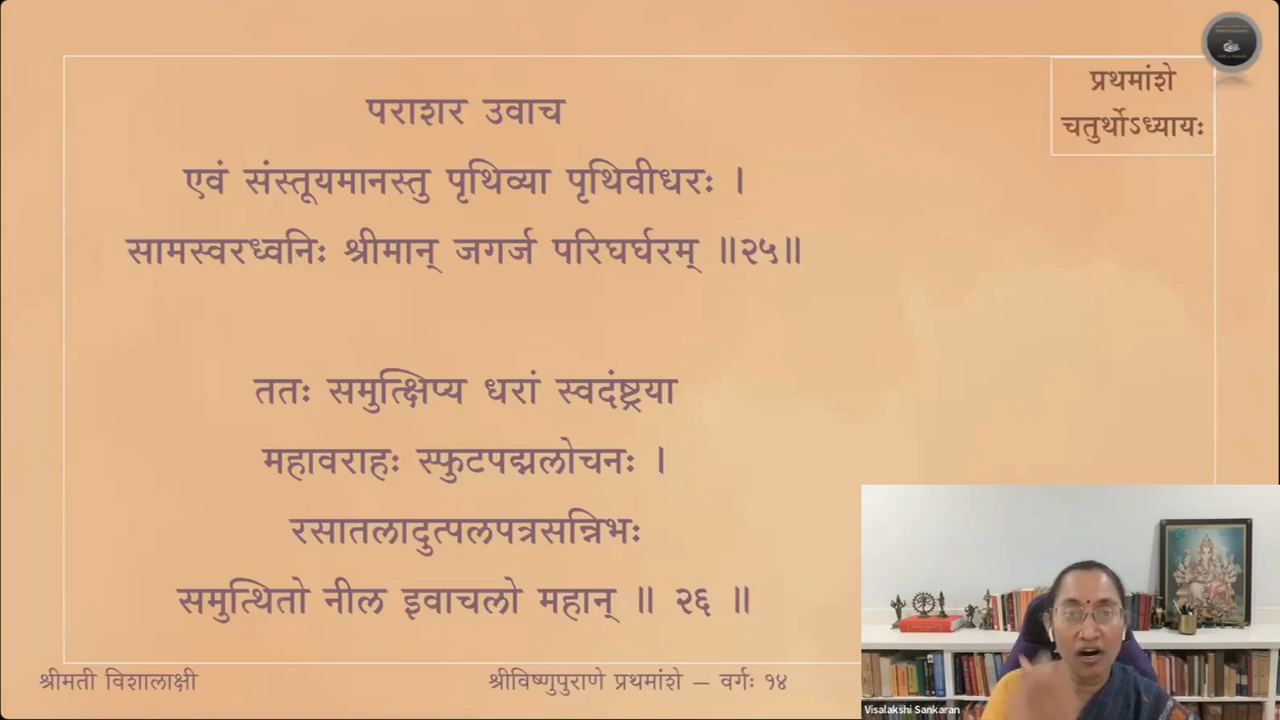 प्रथमांशे
चतुर्थोऽध्यायः
पराशर उवाच
एवं संस्तूयमानस्तु पृथिव्या पृथिवीधरः ।
सामस्वरध्वनिः श्रीमान् जगर्ज परिघर्घरम् ॥२५॥
ततः समुत्क्षिप्य धरां स्वदंष्ट्रया
महावराहः स्फुटपद्मलोचनः ।
रसातलादुत्पलपत्रसन्निभः
समुत्थितो नील इवाचलो महान् ॥ २६ ॥
श्रीमती विशालाक्षी
श्रीविष्णुपुराणे प्रथमांशे – वर्गः १४
Visalakshi Sankaran